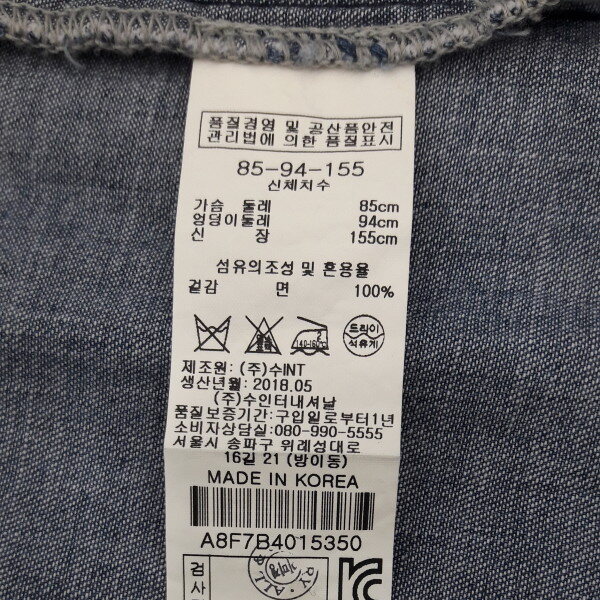 품질경영 및 공산품안전
관리법에 의한 품질표시
85-94-155
신체치수
가슴 둘레 85cm
엉덩이둘레 94cm
신 장 155cm
섬유의조성 및 혼용율
겉감 면 100%
2 140-160℃ 드라이
석유계
제조원: (주)수INT
생산년월: 2018.05
(주)수인터내셔날
품질보증기간: 구입일로부터1년
소비자상담실: 080-990-5555
서울시 송파구 위례성대로
16길 21 (방이동)
MADE IN KOREA
A8F7B4015350
검사